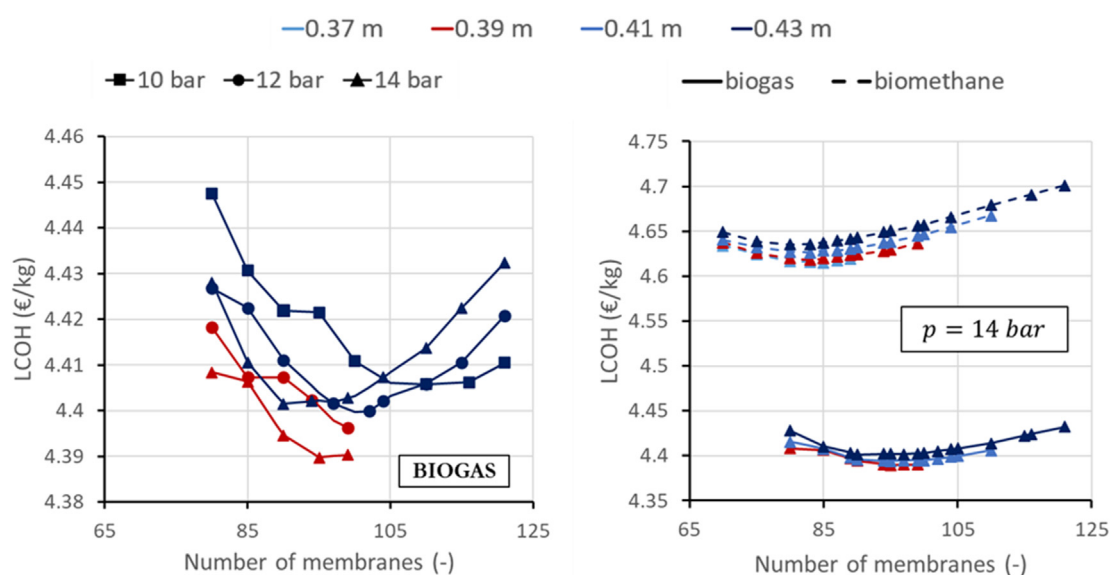 0.37 m 0.39 m 0.41 m 0.43 m
10 bar 12 bar 14 bar
biogas biomethane
LCOH (€/kg)
4.46
4.45
4.44
4.43
4.42
4.41
4.4
4.39
4.38
BIOGAS
65 85 105 125
Number of membranes (-)
LCOH (€/kg)
4.75
4.7
4.65
4.6
4.55
4.5
4.45
4.4
4.35
p = 14 bar
65 85 105 125
Number of membranes (-)